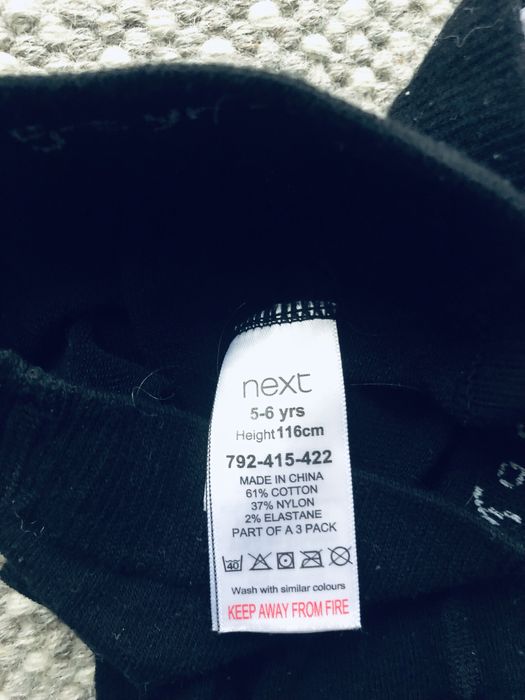 next
5-6 yrs
Height 116cm
792-415-422
MADE IN CHINA
61% COTTON
37% NYLON
2% ELASTANE
PART OF A 3 PACK
40
Wash with similar colours
KEEP AWAY FROM FIRE